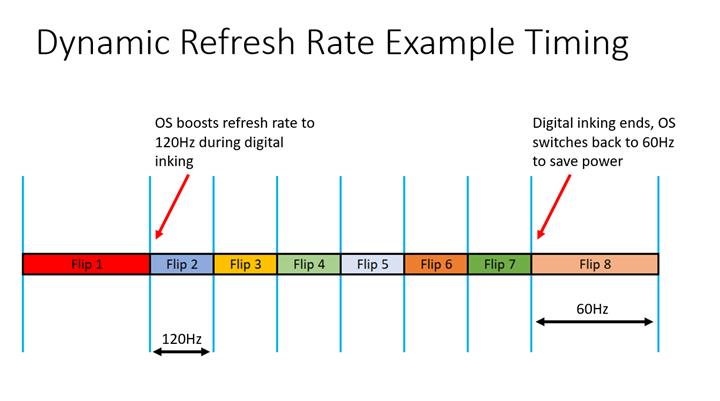 Dynamic Refresh Rate Example Timing
OS boosts refresh rate to
120Hz during digital
inking
Digital inking ends, OS
switches back to 60Hz
to save power
Flip 1
Flip 2
Flip 3
Flip 4
Flip 5
Flip 6
Flip 7
Flip 8
120Hz
60Hz